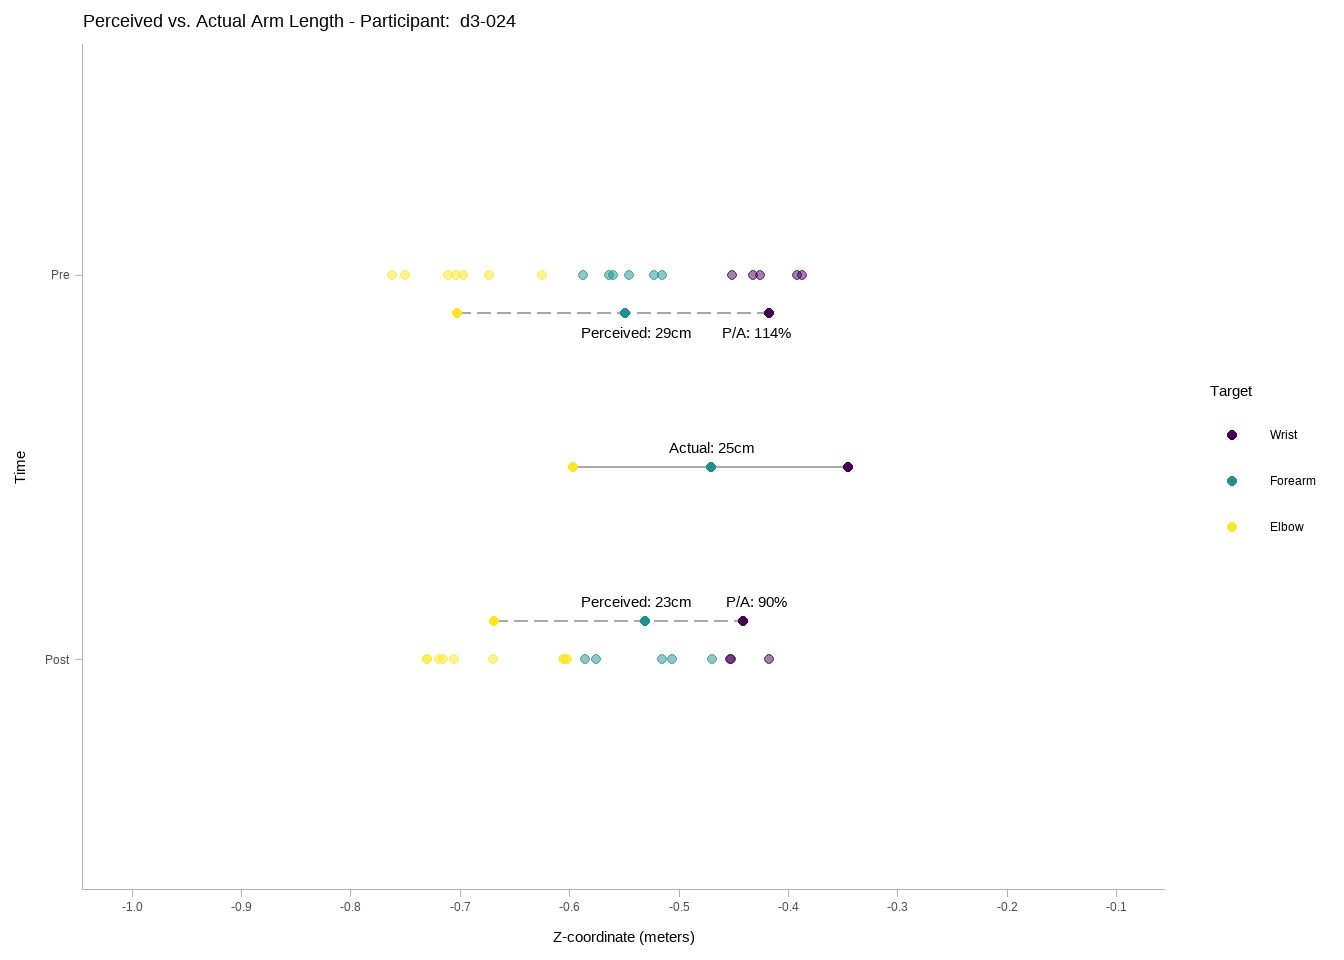 Perceived vs. Actual Arm Length - Participant:  d3-024
Pre
Perceived: 29cm P/A: 114%
Target
Actual: 25cm
Wrist
Time
Forearm
Elbow
Perceived: 23cm P/A: 90%
Post
-1.0 -0.9 -0.8 -0.7 -0.6 -0.5 -0.4 -0.3 -0.2 -0.1
Z-coordinate (meters)